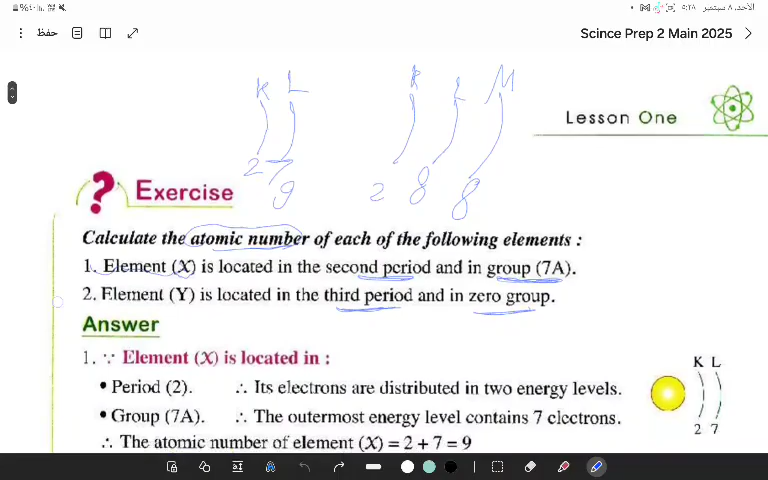 الأحد، ٨ سبتمبر ٩:٢٨
حفظ
Scince Prep 2 Main 2025
K L
2 7
9
K L M
2 8 8
Lesson One
? Exercise
Calculate the atomic number of each of the following elements :
1. Element (X) is located in the second period and in group (7A).
2. Element (Y) is located in the third period and in zero group.
Answer
1. ∵ Element (X) is located in :
• Period (2). ∴ Its electrons are distributed in two energy levels.
• Group (7A). ∴ The outermost energy level contains 7 electrons.
∴ The atomic number of element (X) = 2 + 7 = 9
K L
2 7